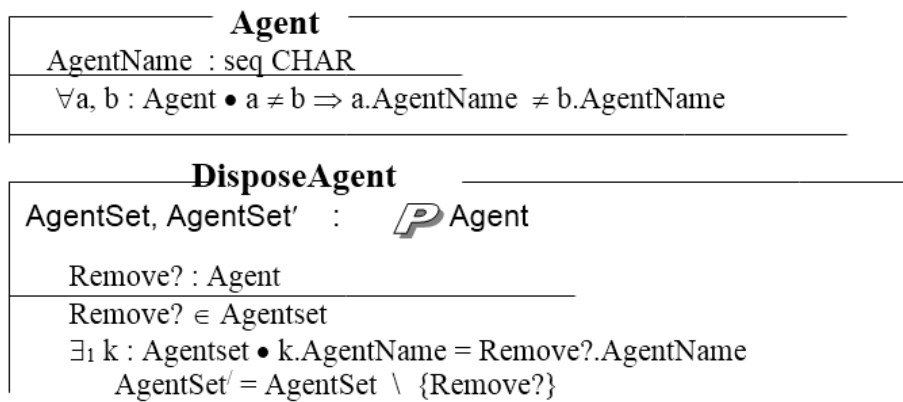 Agent
AgentName : seq CHAR
∀a, b : Agent • a ≠ b ⇒ a.AgentName ≠ b.AgentName
DisposeAgent
AgentSet, AgentSet′ : ℙ Agent
Remove? : Agent
Remove? ∈ Agentset
∃₁ k : Agentset • k.AgentName = Remove?.AgentName
AgentSet/ = AgentSet \ {Remove?}